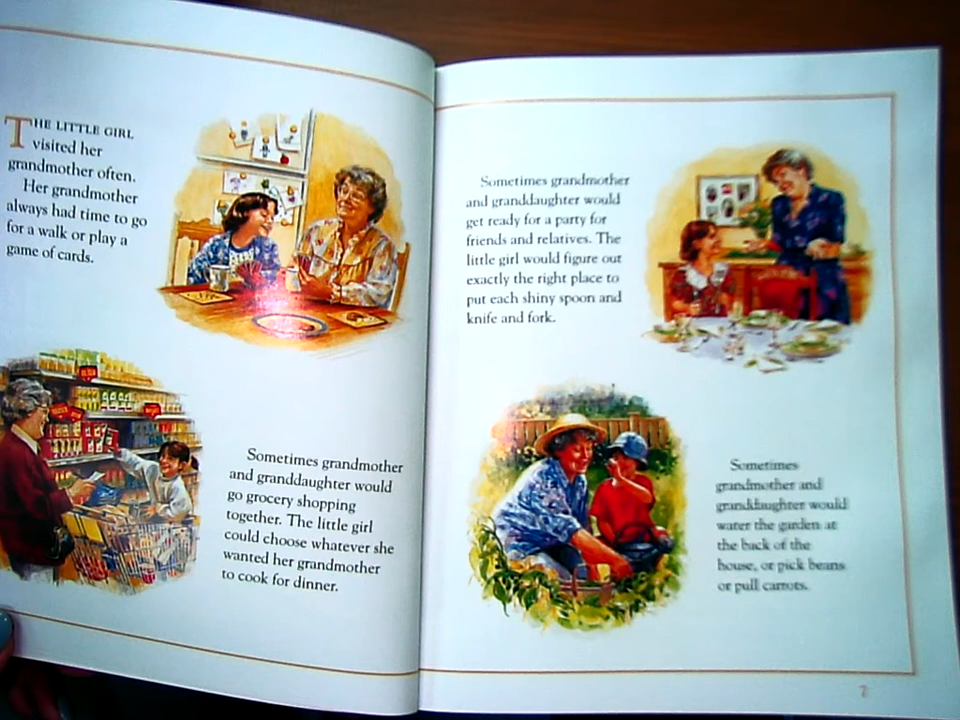 THE LITTLE GIRL
visited her
grandmother often.
Her grandmother
always had time to go
for a walk or play a
game of cards.
Sometimes grandmother
and granddaughter would
go grocery shopping
together. The little girl
could choose whatever she
wanted her grandmother
to cook for dinner.
Sometimes grandmother
and granddaughter would
get ready for a party for
friends and relatives. The
little girl would figure out
exactly the right place to
put each shiny spoon and
knife and fork.
Sometimes
grandmother and
granddaughter would
water the garden at
the back of the
house, or pick beans
or pull carrots.
7